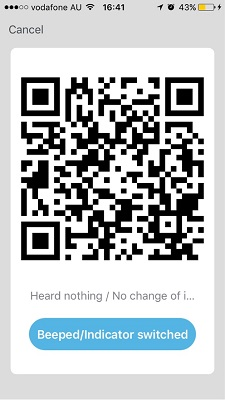 vodafone AU 16:41 43%
Cancel
Heard nothing / No change of i...
Beeped/Indicator switched